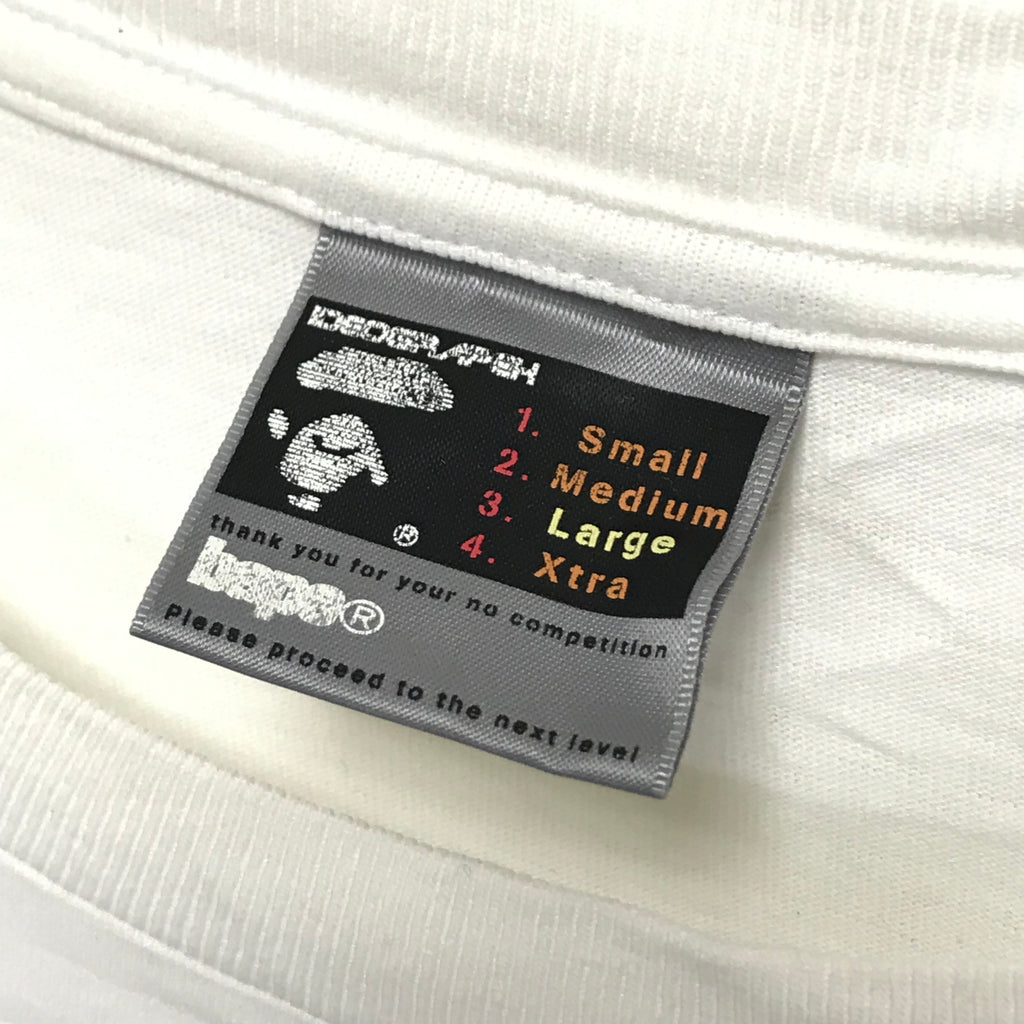 IDEOGRAPSH
1. Small
2. Medium
3. Large
4. Xtra
®
thank you for your no competition
bape®
Please proceed to the next level